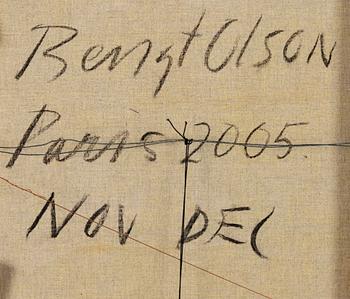 Bengt Olson
Paris 2005.
NOV DEC